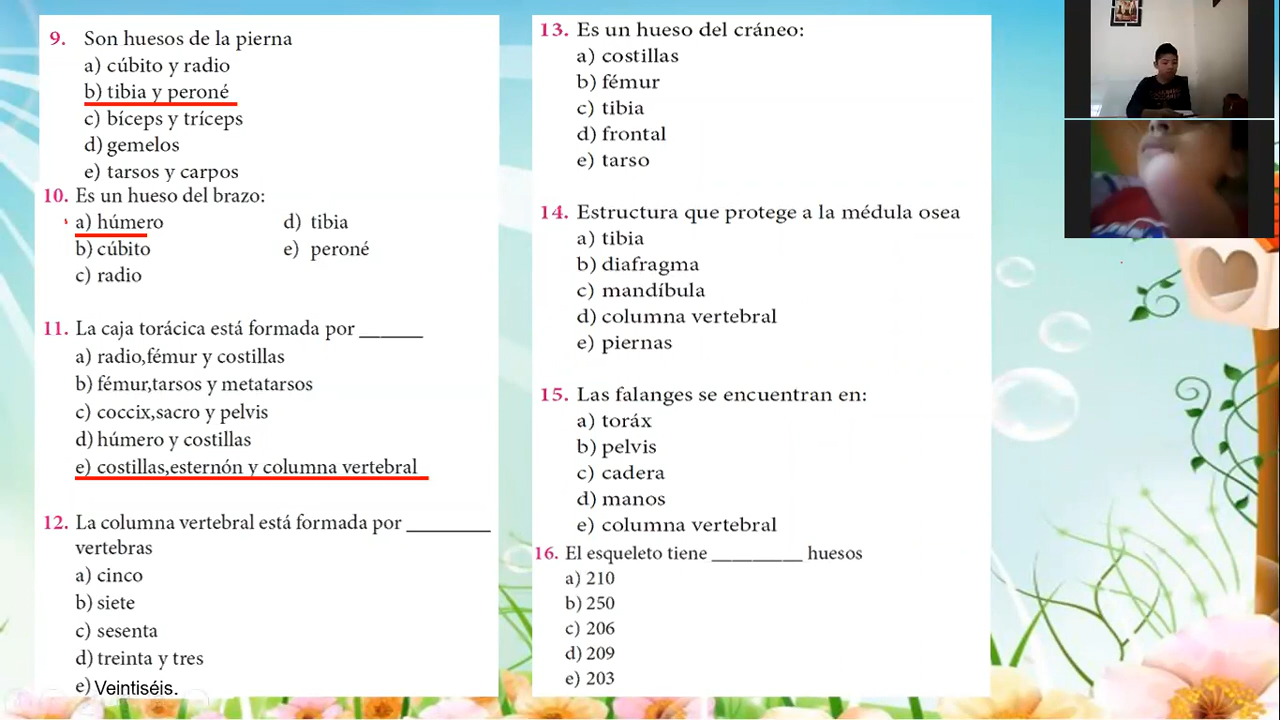 9. Son huesos de la pierna
a) cúbito y radio
b) tibia y peroné
c) bíceps y tríceps
d) gemelos
e) tarsos y carpos
10. Es un hueso del brazo:
a) húmero d) tibia
b) cúbito e) peroné
c) radio
11. La caja torácica está formada por ______
a) radio,fémur y costillas
b) fémur,tarsos y metatarsos
c) coccix,sacro y pelvis
d) húmero y costillas
e) costillas,esternón y columna vertebral
12. La columna vertebral está formada por ________
vertebras
a) cinco
b) siete
c) sesenta
d) treinta y tres
e) Veintiséis.
13. Es un hueso del cráneo:
a) costillas
b) fémur
c) tibia
d) frontal
e) tarso
14. Estructura que protege a la médula osea
a) tibia
b) diafragma
c) mandíbula
d) columna vertebral
e) piernas
15. Las falanges se encuentran en:
a) toráx
b) pelvis
c) cadera
d) manos
e) columna vertebral
16. El esqueleto tiene _________ huesos
a) 210
b) 250
c) 206
d) 209
e) 203